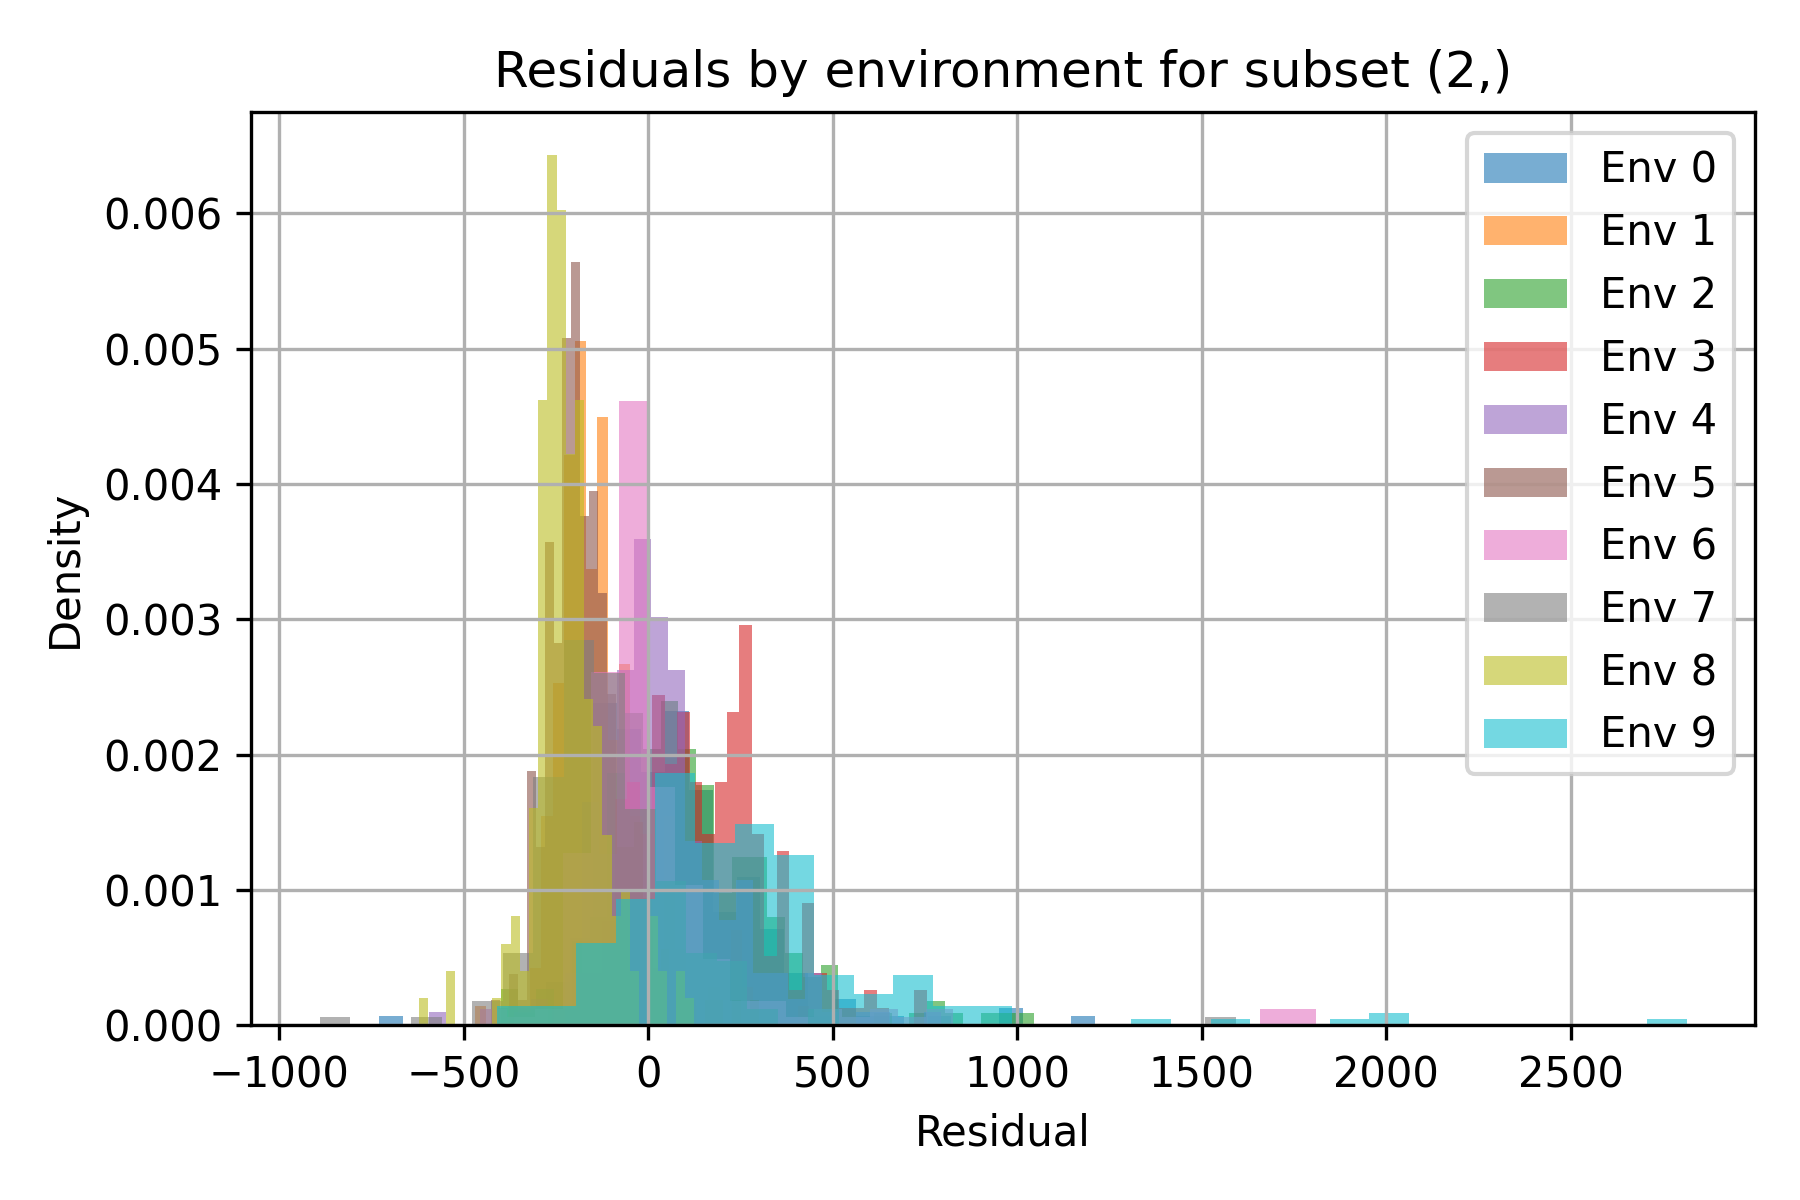 Residuals by environment for subset (2,)
Env 0
Env 1
Env 2
Env 3
Env 4
Env 5
Env 6
Env 7
Env 8
Env 9
Density
0.006
0.005
0.004
0.003
0.002
0.001
0.000
−1000 −500 0 500 1000 1500 2000 2500
Residual